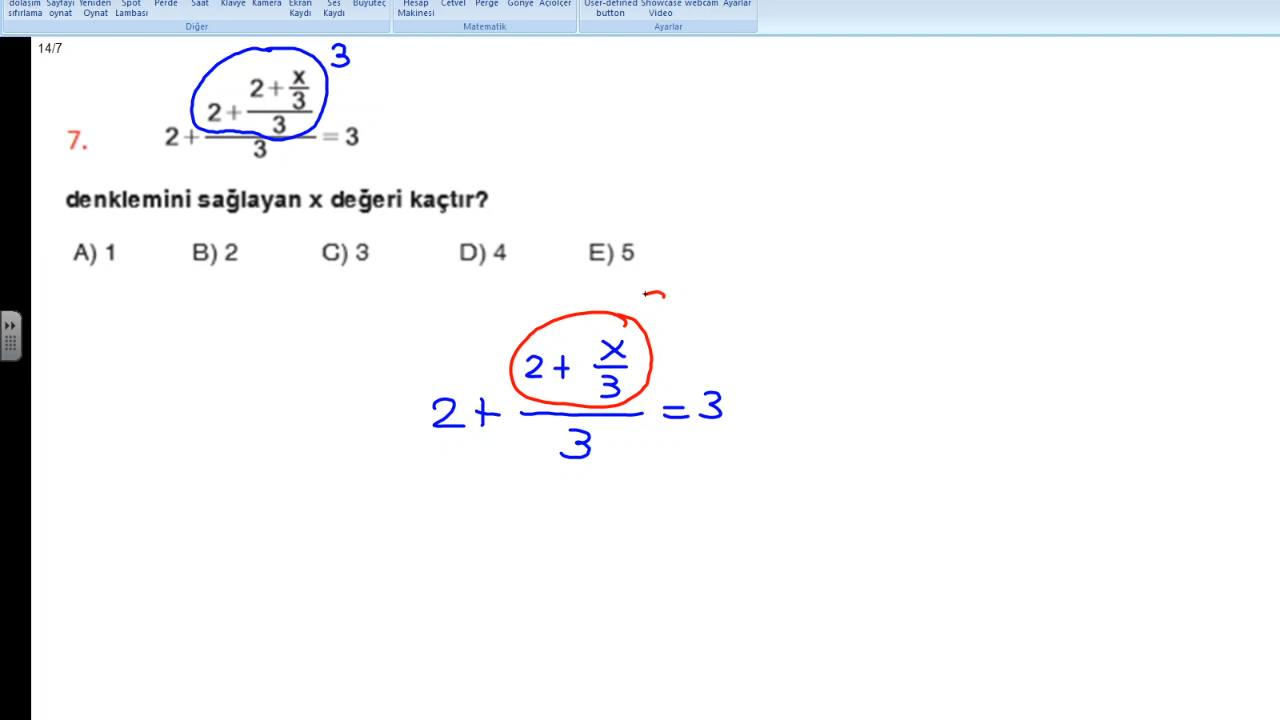 dolaşım Sayfayı Yeniden Spot Perde Saat Klavye Kamera Ekran Ses Büyüteç Hesap Cetvel Perge Gönye Açıölçer User-defined Showcase webcam Ayarlar
sıfırlama oynat Oynat Lambası Kaydı Kaydı Makinesi button Video
Diğer Matematik Ayarlar
14/7
3
2 + x/3
2 + 3
7. 2 + 3 = 3
denklemini sağlayan x değeri kaçtır?
A) 1 B) 2 C) 3 D) 4 E) 5
2 + x/3
2 + = 3
3